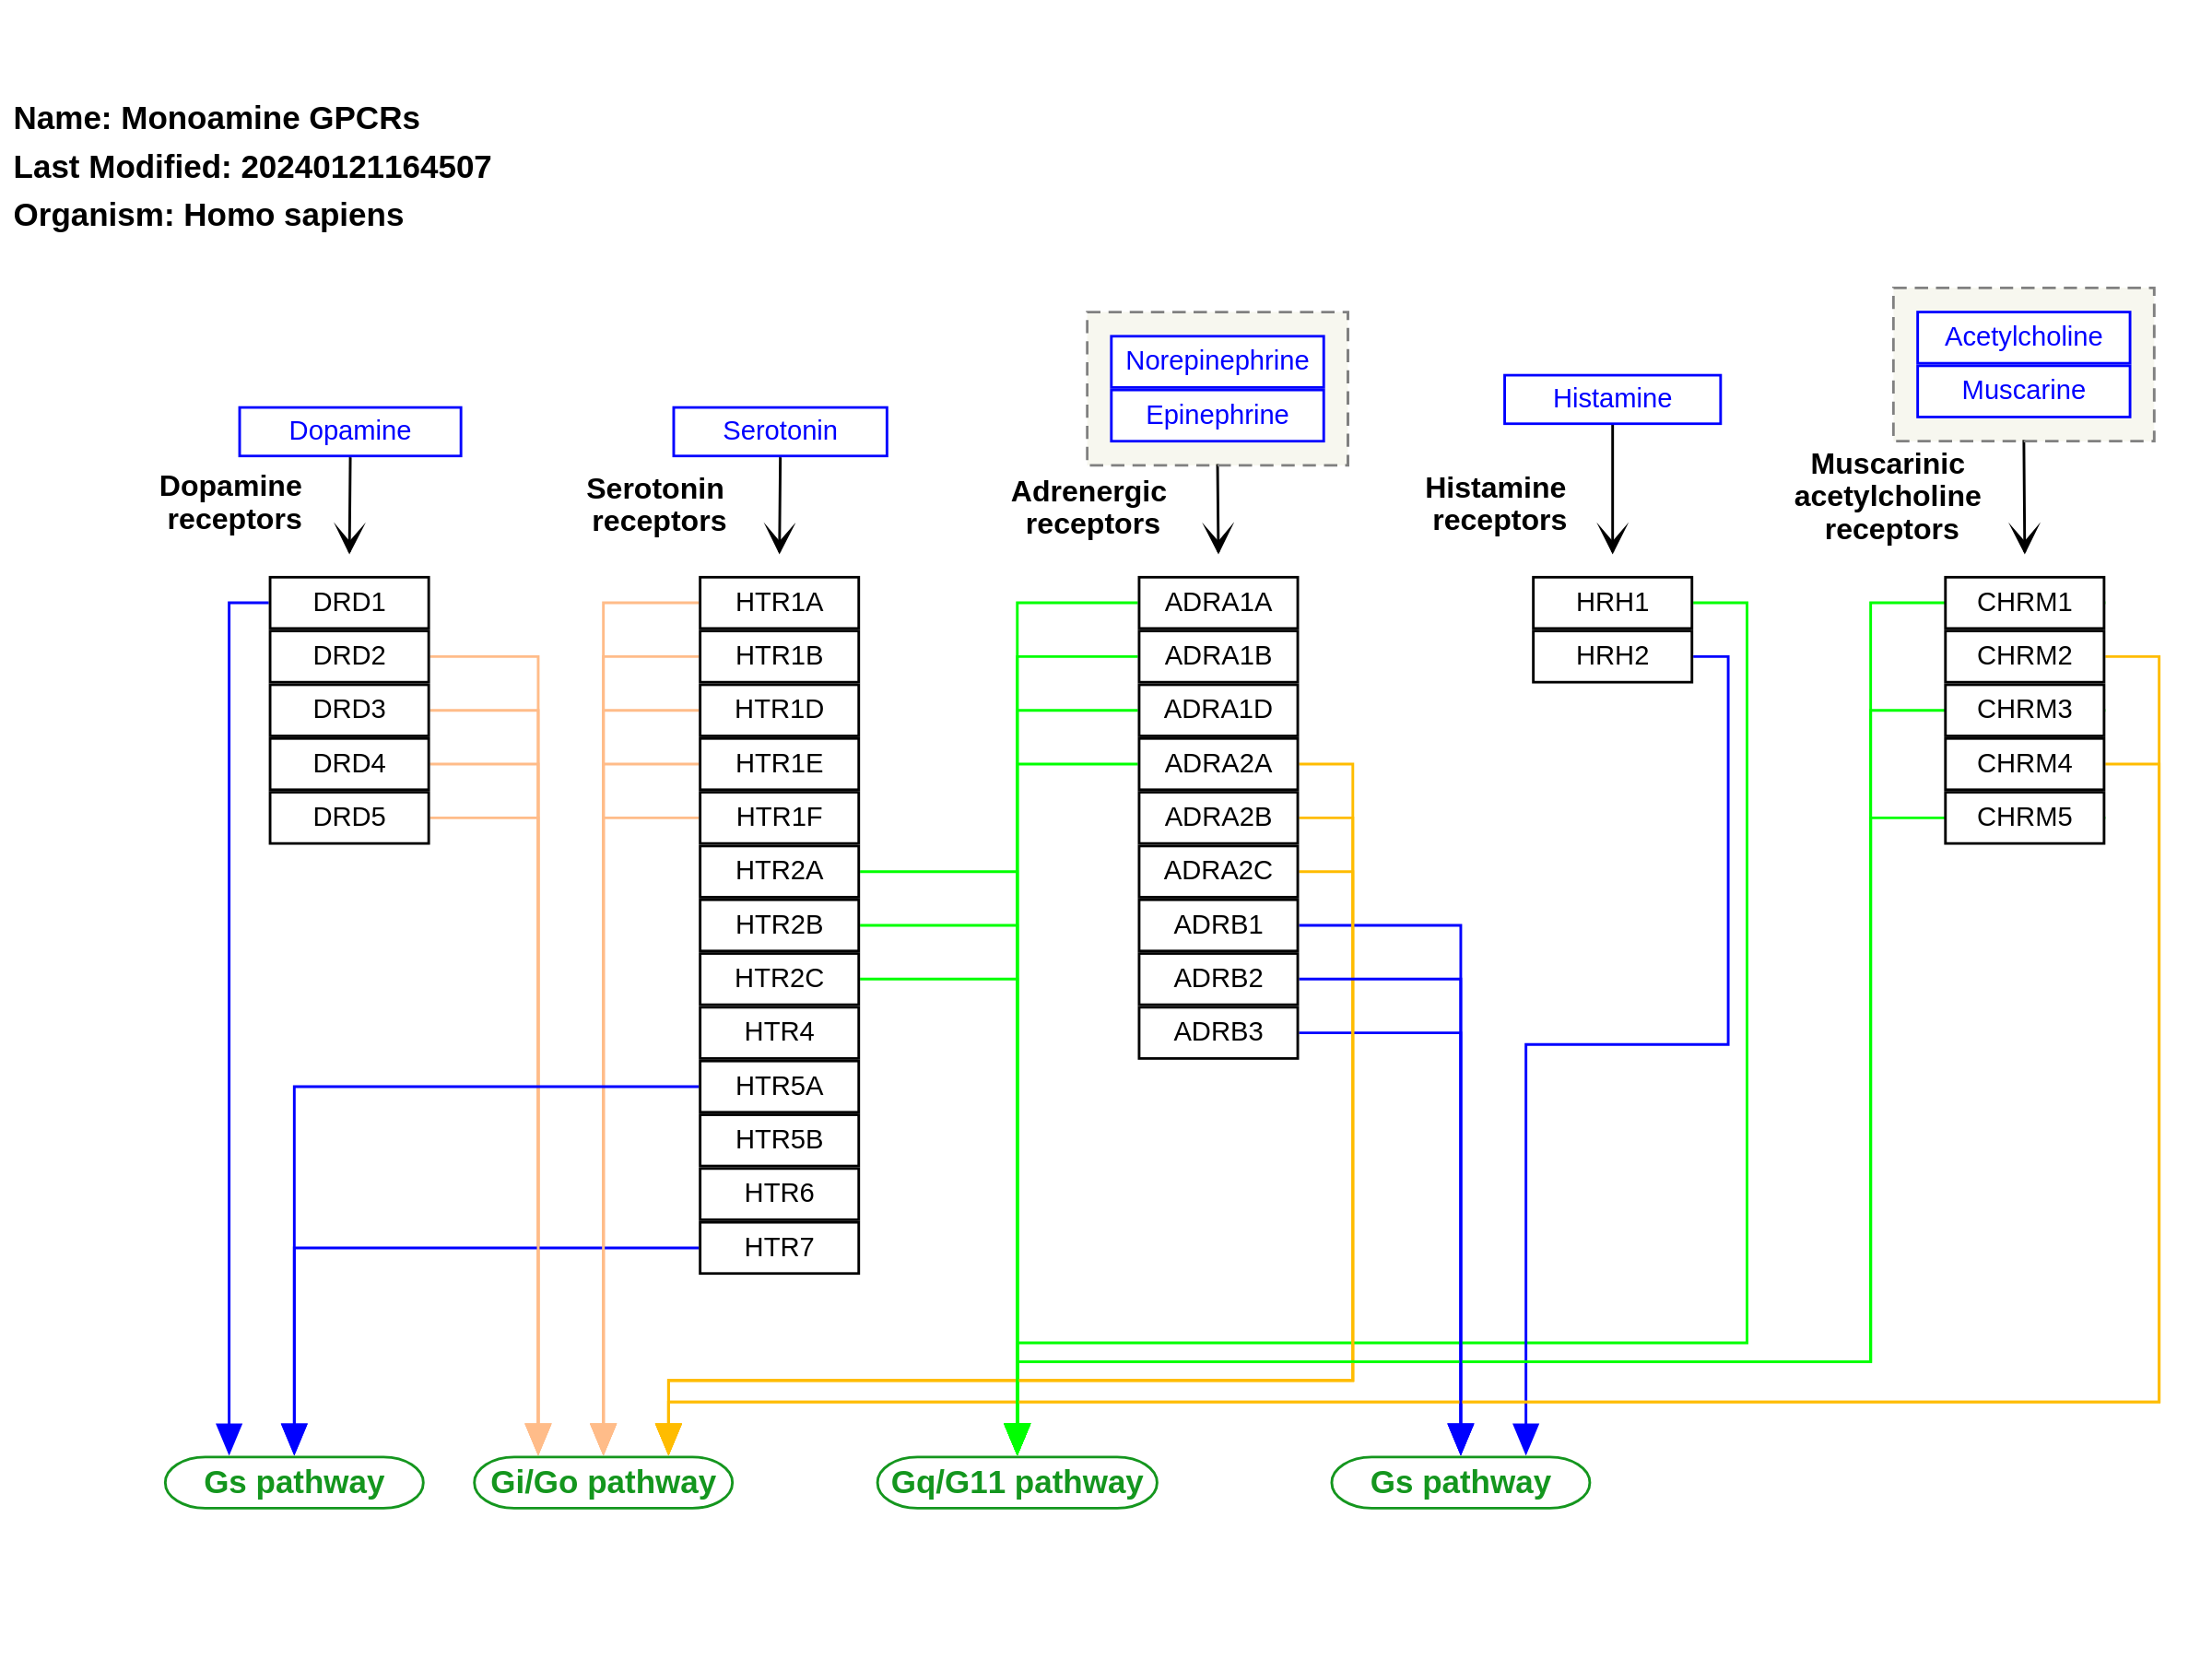 Name: Monoamine GPCRs
Last Modified: 20240121164507
Organism: Homo sapiens
Dopamine
Dopamine
receptors
DRD1
DRD2
DRD3
DRD4
DRD5
Serotonin
Serotonin
receptors
HTR1A
HTR1B
HTR1D
HTR1E
HTR1F
HTR2A
HTR2B
HTR2C
HTR4
HTR5A
HTR5B
HTR6
HTR7
Norepinephrine
Epinephrine
Adrenergic
receptors
ADRA1A
ADRA1B
ADRA1D
ADRA2A
ADRA2B
ADRA2C
ADRB1
ADRB2
ADRB3
Histamine
Histamine
receptors
HRH1
HRH2
Acetylcholine
Muscarine
Muscarinic
acetylcholine
receptors
CHRM1
CHRM2
CHRM3
CHRM4
CHRM5
Gs pathway
Gi/Go pathway
Gq/G11 pathway
Gs pathway